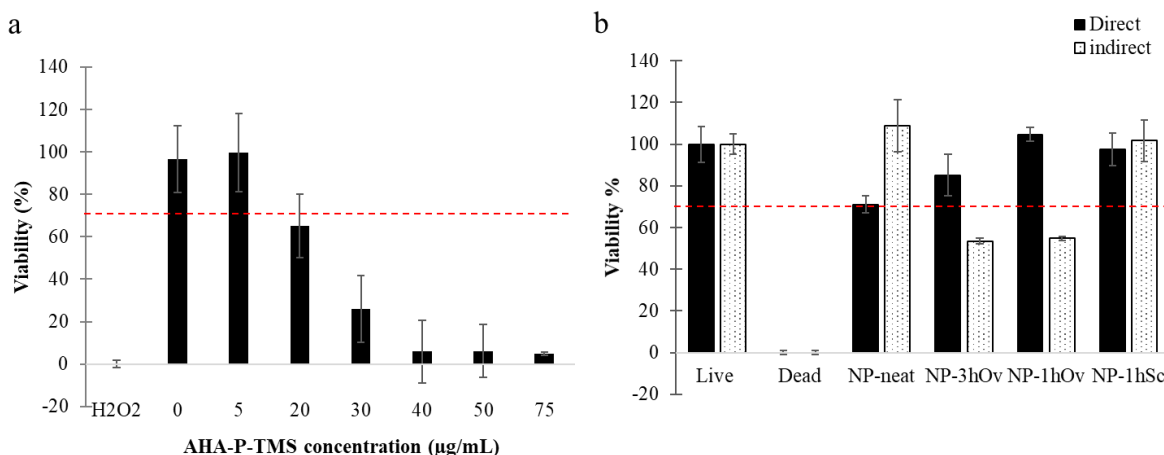 a
Viability (%)
140
120
100
80
60
40
20
0
-20
H2O2 0 5 20 30 40 50 75
AHA-P-TMS concentration (µg/mL)
b
Direct
indirect
Viability %
140
120
100
80
60
40
20
0
-20
Live Dead NP-neat NP-3hOv NP-1hOv NP-1hSc